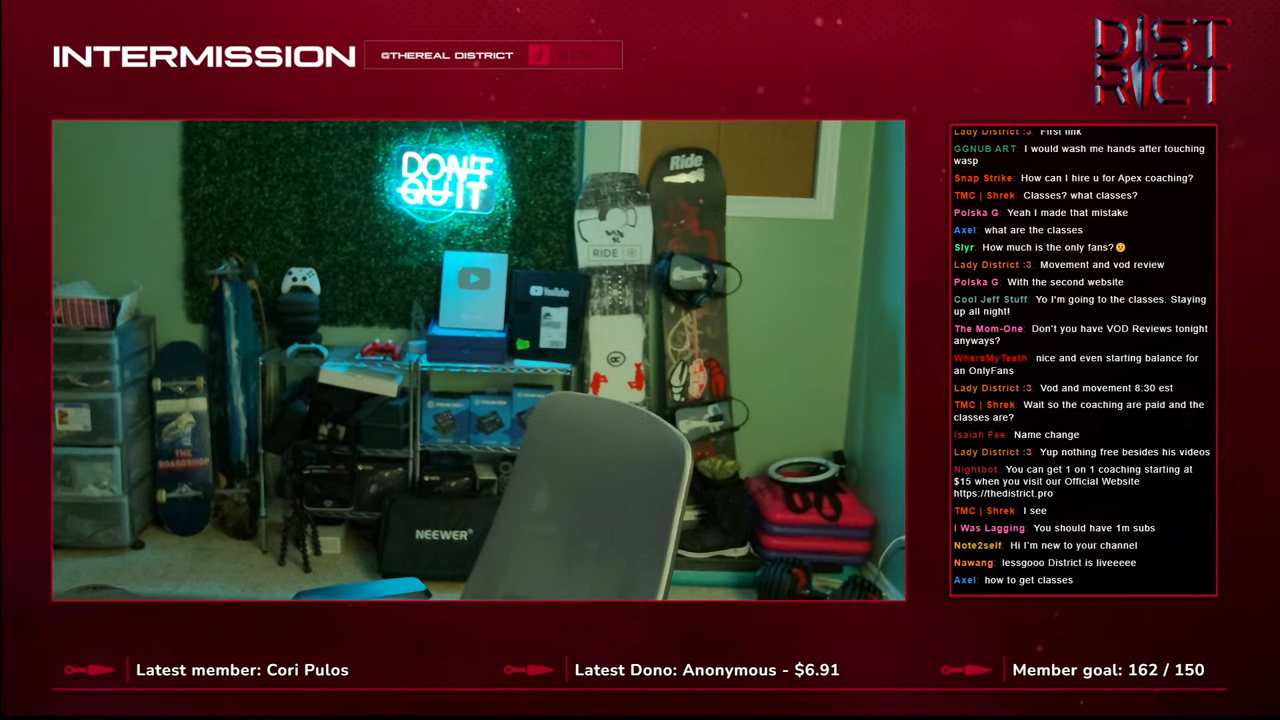 INTERMISSION
@THEREAL DISTRICT
DIST
RICT
DON'T
QUIT
Ride
RIDE
YouTube
THE
BOARDSHOP
NEEWER®
Lady District :3: First link
GGNUB ART: I would wash me hands after touching
wasp
Snap Strike: How can I hire u for Apex coaching?
TMC | Shrek: Classes? what classes?
Polska G: Yeah I made that mistake
Axel: what are the classes
Slyr: How much is the only fans?
Lady District :3: Movement and vod review
Polska G: With the second website
Cool Jeff Stuff: Yo I'm going to the classes. Staying
up all night!
The Mom-One: Don't you have VOD Reviews tonight
anyways?
WhereMyTeeth: nice and even starting balance for
an OnlyFans
Lady District :3: Vod and movement 8:30 est
TMC | Shrek: Wait so the coaching are paid and the
classes are?
Isaiah Fee: Name change
Lady District :3: Yup nothing free besides his videos
Nightbot: You can get 1 on 1 coaching starting at
$15 when you visit our Official Website
https://thedistrict.pro
TMC | Shrek: I see
I Was Lagging: You should have 1m subs
Note2self: Hi I'm new to your channel
Nawang: lessgooo District is liveeeee
Axel: how to get classes
Latest member: Cori Pulos
Latest Dono: Anonymous - $6.91
Member goal: 162 / 150